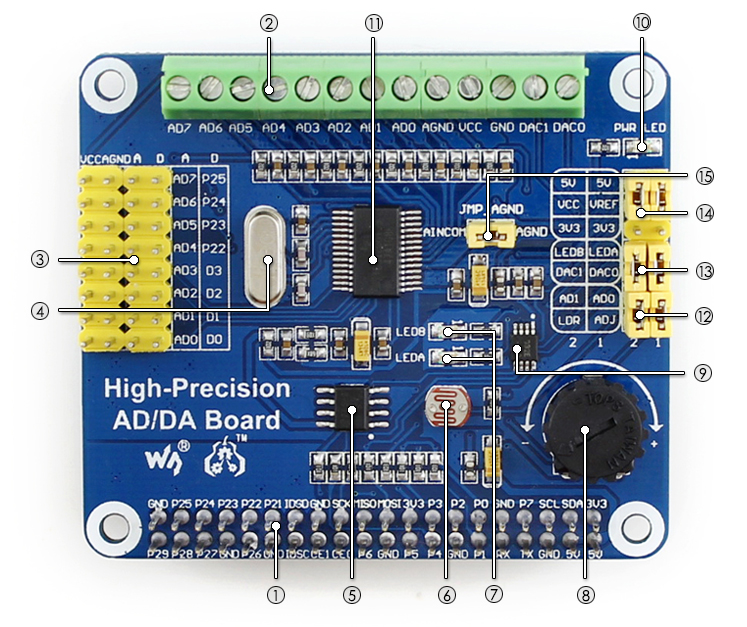 ② ⑪ ⑩
AD7 AD6 AD5 AD4 AD3 AD2 AD1 AD0 AGND VCC GND DAC1 DAC0
PWR LED
VCC AGND A D A D
AD7 P25
AD6 P24
AD5 P23
AD4 P22
AD3 D3
AD2 D2
AD1 D1
AD0 D0
③
④
JMP_AGND
AINCOM AGND
⑮
5V 5V
VCC VREF
3V3 3V3
LEDB LEDA
DAC1 DAC0
AD1 AD0
LDR ADJ
2 1 2 1
⑭
⑬
⑫
⑨
LEDB
LEDA
High-Precision
AD/DA Board
® ™
- +
GND P25 P24 P23 P22 P21 IDSD GND SCK MISO MOSI 3V3 P3 P2 P0 GND P7 SCL SDA 3V3
P29 P28 P27 GND P26 GND IDSC CE1 CE0 P6 GND P5 P4 GND P1 RX TX GND 5V 5V
① ⑤ ⑥ ⑦ ⑧